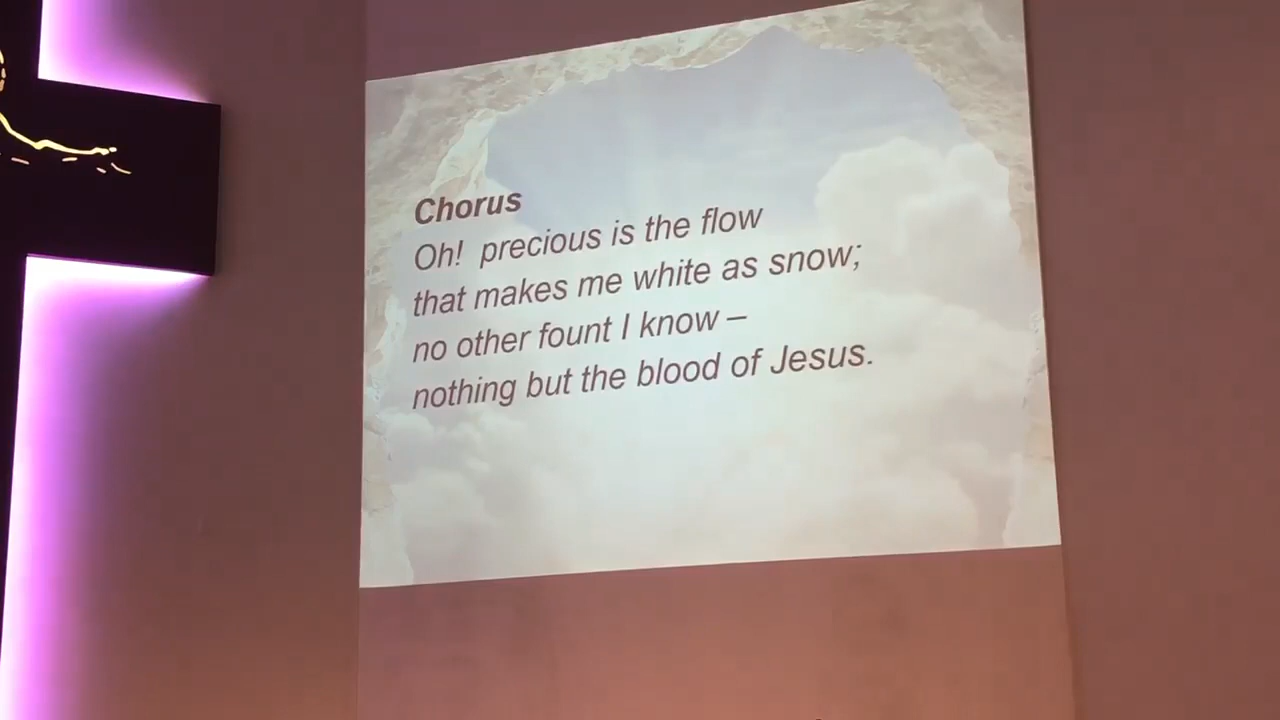 Chorus
Oh! precious is the flow
that makes me white as snow;
no other fount I know –
nothing but the blood of Jesus.